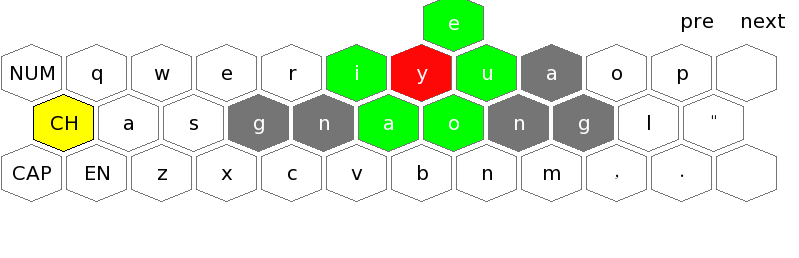 e
pre next
NUM q w e r i y u a o p
CH a s g n a o n g l "
CAP EN z x c v b n m , .